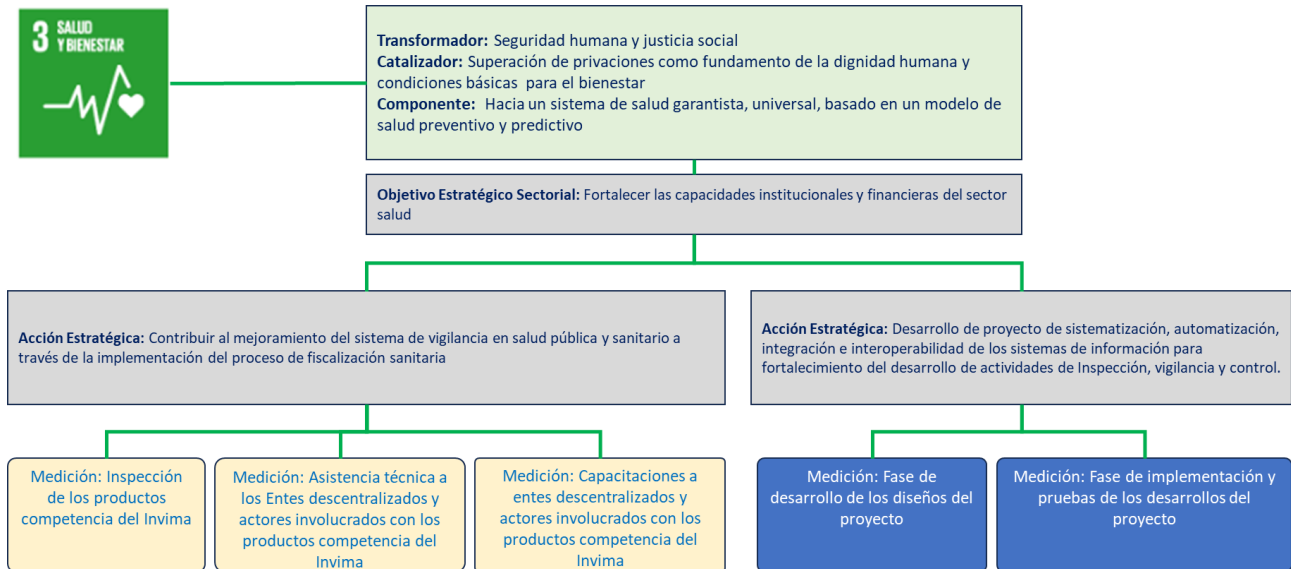 3 SALUD
Y BIENESTAR
Transformador: Seguridad humana y justicia social
Catalizador: Superación de privaciones como fundamento de la dignidad humana y
condiciones básicas para el bienestar
Componente: Hacia un sistema de salud garantista, universal, basado en un modelo de
salud preventivo y predictivo
Objetivo Estratégico Sectorial: Fortalecer las capacidades institucionales y financieras del sector
salud
Acción Estratégica: Contribuir al mejoramiento del sistema de vigilancia en salud pública y sanitario a
través de la implementación del proceso de fiscalización sanitaria
Acción Estratégica: Desarrollo de proyecto de sistematización, automatización,
integración e interoperabilidad de los sistemas de información para
fortalecimiento del desarrollo de actividades de Inspección, vigilancia y control.
Medición: Inspección
de los productos
competencia del Invima
Medición: Asistencia técnica a
los Entes descentralizados y
actores involucrados con los
productos competencia del
Invima
Medición: Capacitaciones a
entes descentralizados y
actores involucrados con los
productos competencia del
Invima
Medición: Fase de
desarrollo de los diseños del
proyecto
Medición: Fase de implementación y
pruebas de los desarrollos del
proyecto